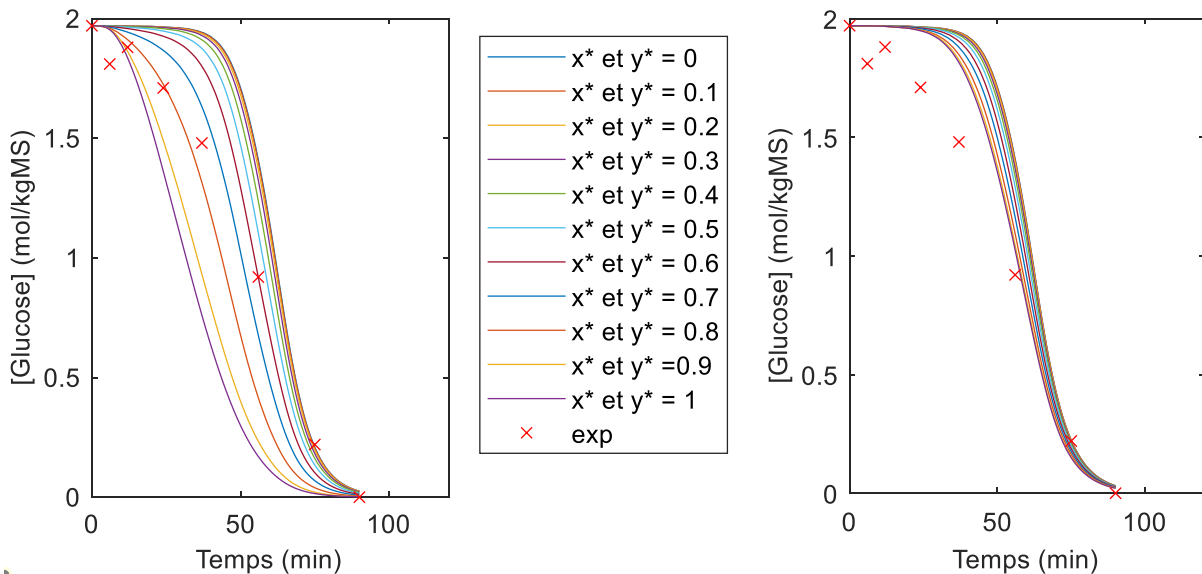 2
1.5
1
0.5
0
[Glucose] (mol/kgMS)
0
50
100
Temps (min)
x* et y* = 0
x* et y* = 0.1
x* et y* = 0.2
x* et y* = 0.3
x* et y* = 0.4
x* et y* = 0.5
x* et y* = 0.6
x* et y* = 0.7
x* et y* = 0.8
x* et y* =0.9
x* et y* = 1
exp
2
1.5
1
0.5
0
[Glucose] (mol/kgMS)
0
50
100
Temps (min)